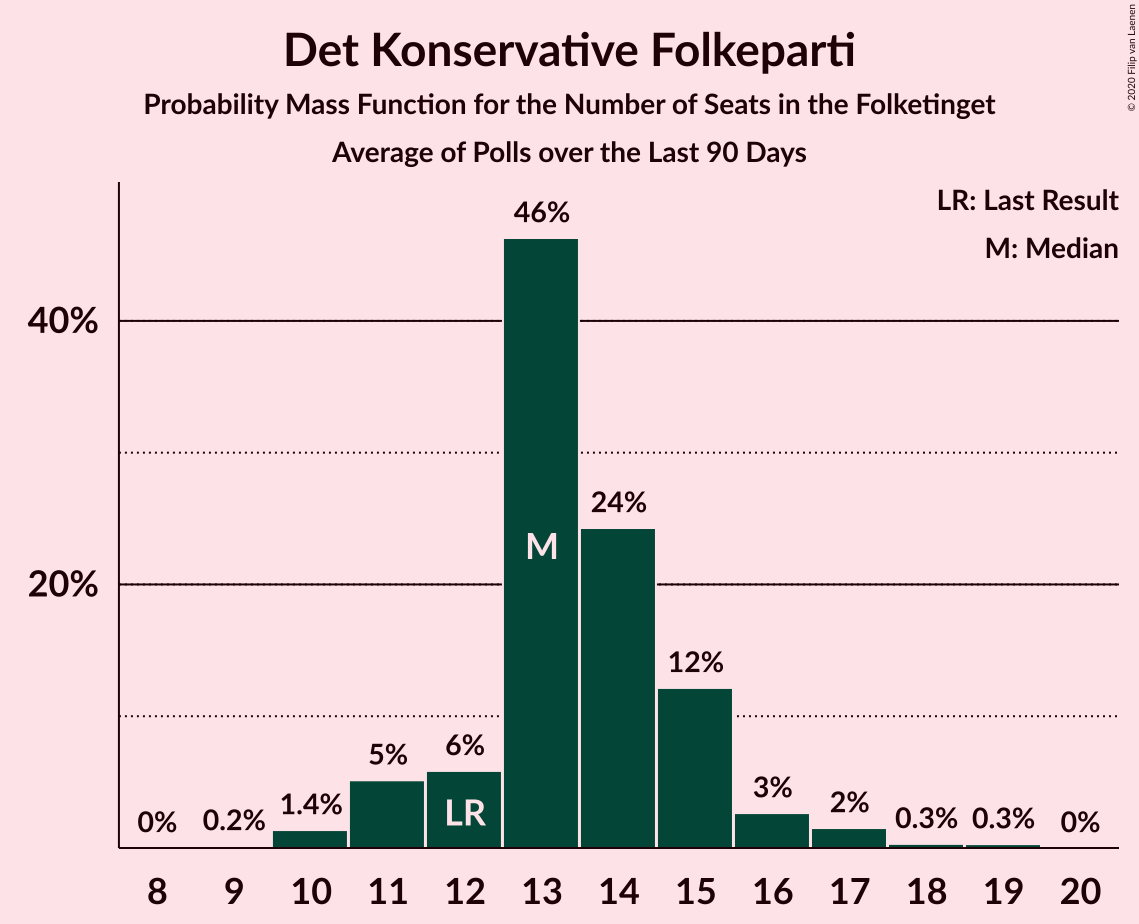 Det Konservative Folkeparti
Probability Mass Function for the Number of Seats in the Folketinget
Average of Polls over the Last 90 Days
© 2020 Filip van Laenen
LR: Last Result
M: Median
40%
20%
0%
0.2%
1.4%
5%
6%
46%
24%
12%
3%
2%
0.3%
0.3%
0%
M
LR
8 9 10 11 12 13 14 15 16 17 18 19 20